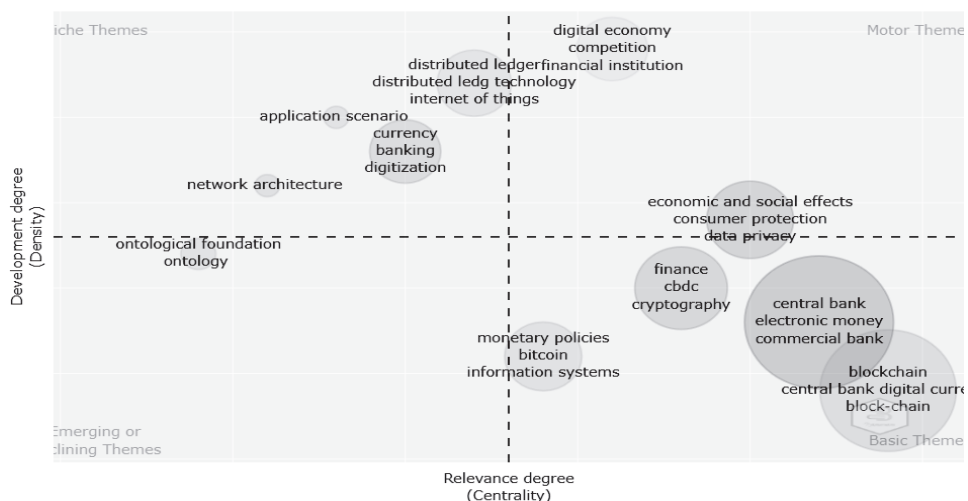 iche Themes
Motor Theme
digital economy
competition
financial institution
distributed ledger
distributed ledg technology
internet of things
application scenario
currency
banking
digitization
network architecture
economic and social effects
consumer protection
data privacy
ontological foundation
ontology
finance
cbdc
cryptography
central bank
electronic money
commercial bank
monetary policies
bitcoin
information systems
blockchain
central bank digital curre
block-chain
Emerging or
clining Themes
Basic Theme
Development degree
(Density)
Relevance degree
(Centrality)